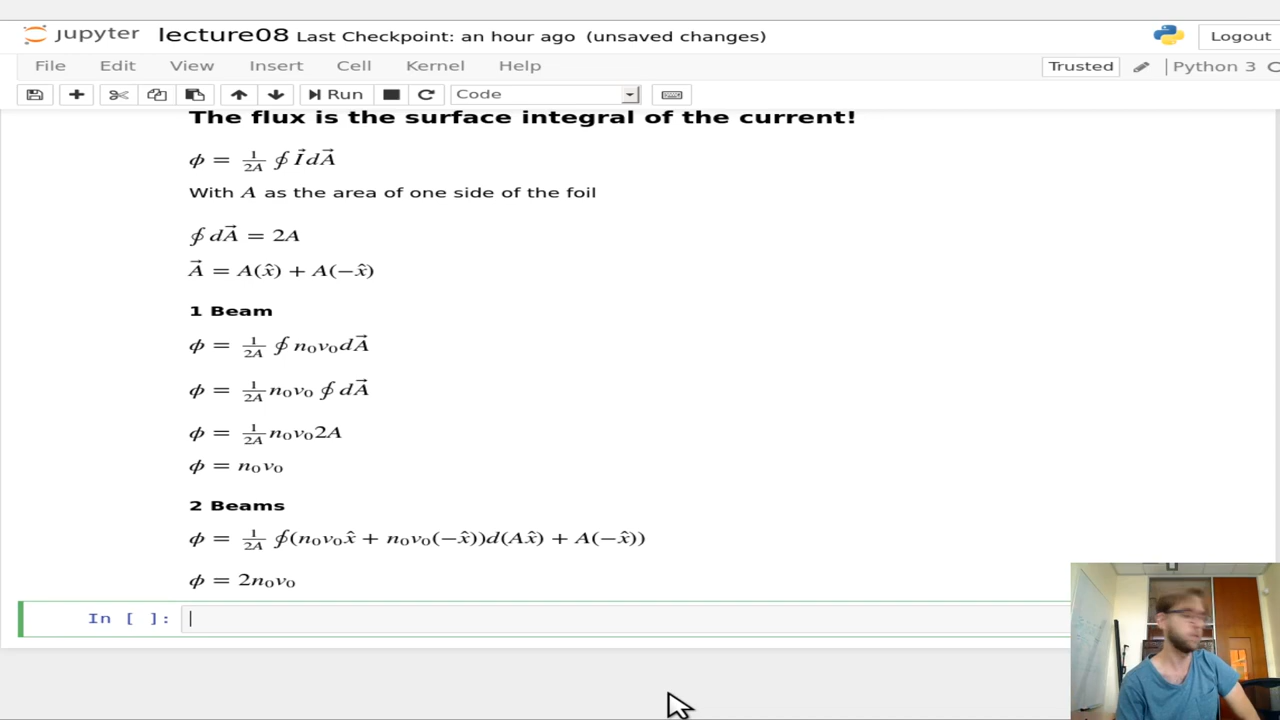 jupyter lecture08 Last Checkpoint: an hour ago (unsaved changes) Logout
File Edit View Insert Cell Kernel Help Trusted Python 3
Run Code
The flux is the surface integral of the current!
ϕ = 1/2A ∮ I⃗ dA⃗
With A as the area of one side of the foil
∮ dA⃗ = 2A
A⃗ = A(x̂) + A(−x̂)
1 Beam
ϕ = 1/2A ∮ n₀v₀dA⃗
ϕ = 1/2A n₀v₀ ∮ dA⃗
ϕ = 1/2A n₀v₀2A
ϕ = n₀v₀
2 Beams
ϕ = 1/2A ∮(n₀v₀x̂ + n₀v₀(−x̂))d(Ax̂) + A(−x̂))
ϕ = 2n₀v₀
In [ ]: